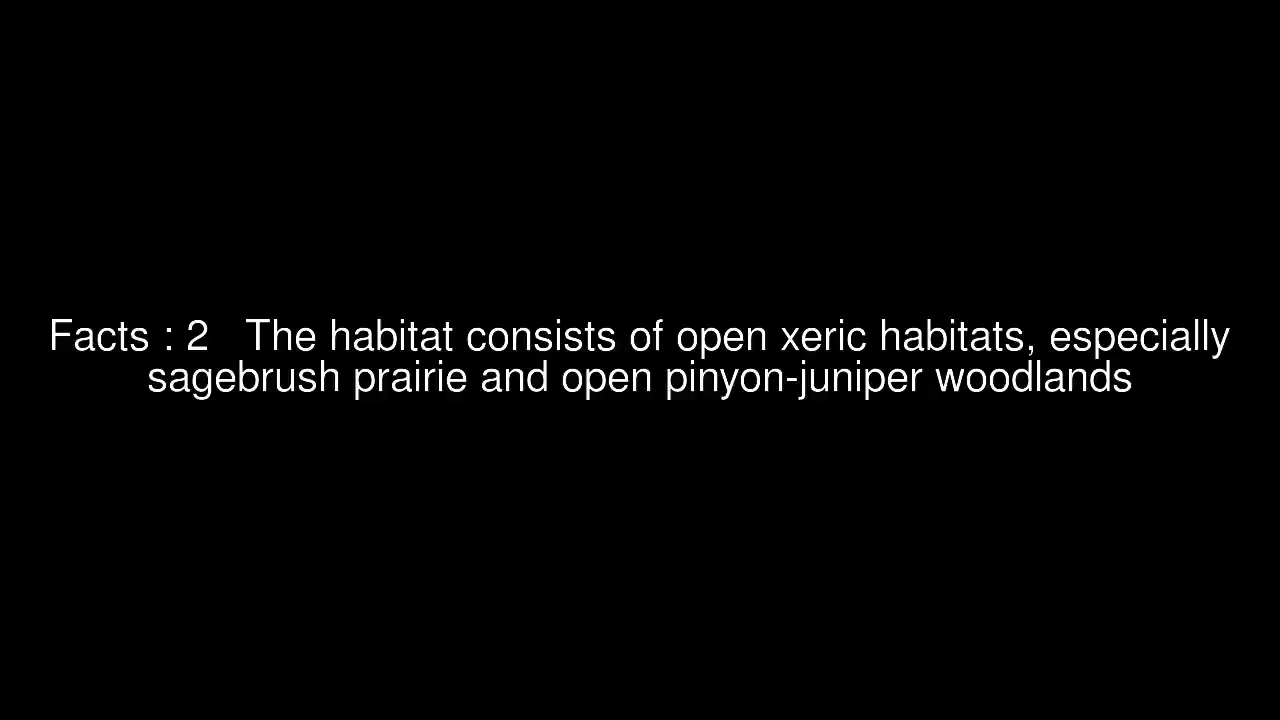 Facts : 2   The habitat consists of open xeric habitats, especially
sagebrush prairie and open pinyon-juniper woodlands